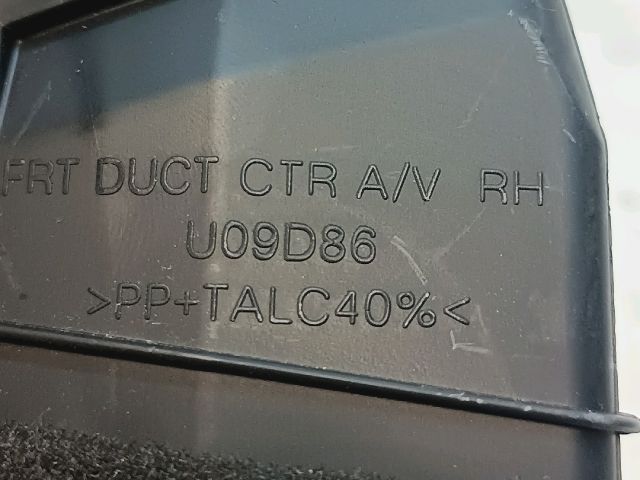 FRT DUCT CTR A/V RH
U09D86
>PP+TALC40%<